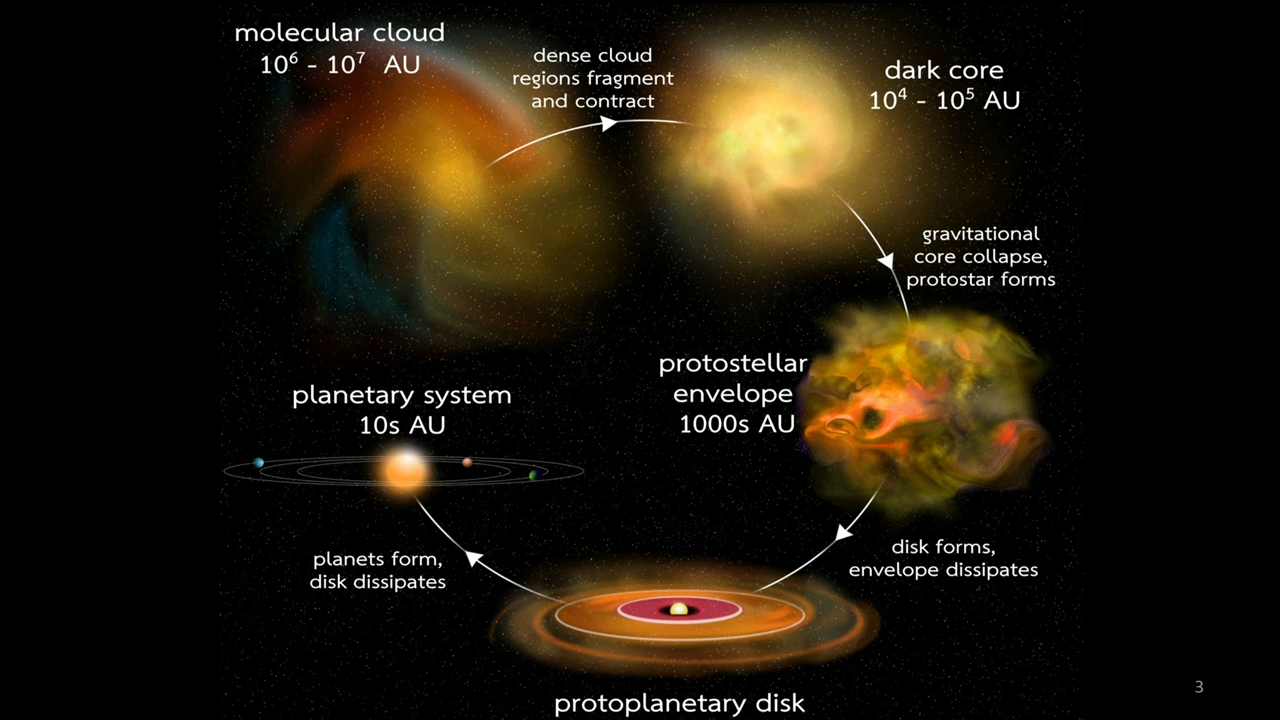 molecular cloud
10⁶ - 10⁷ AU
dense cloud
regions fragment
and contract
dark core
10⁴ - 10⁵ AU
gravitational
core collapse,
protostar forms
protostellar
envelope
1000s AU
disk forms,
envelope dissipates
protoplanetary disk
planets form,
disk dissipates
planetary system
10s AU
3